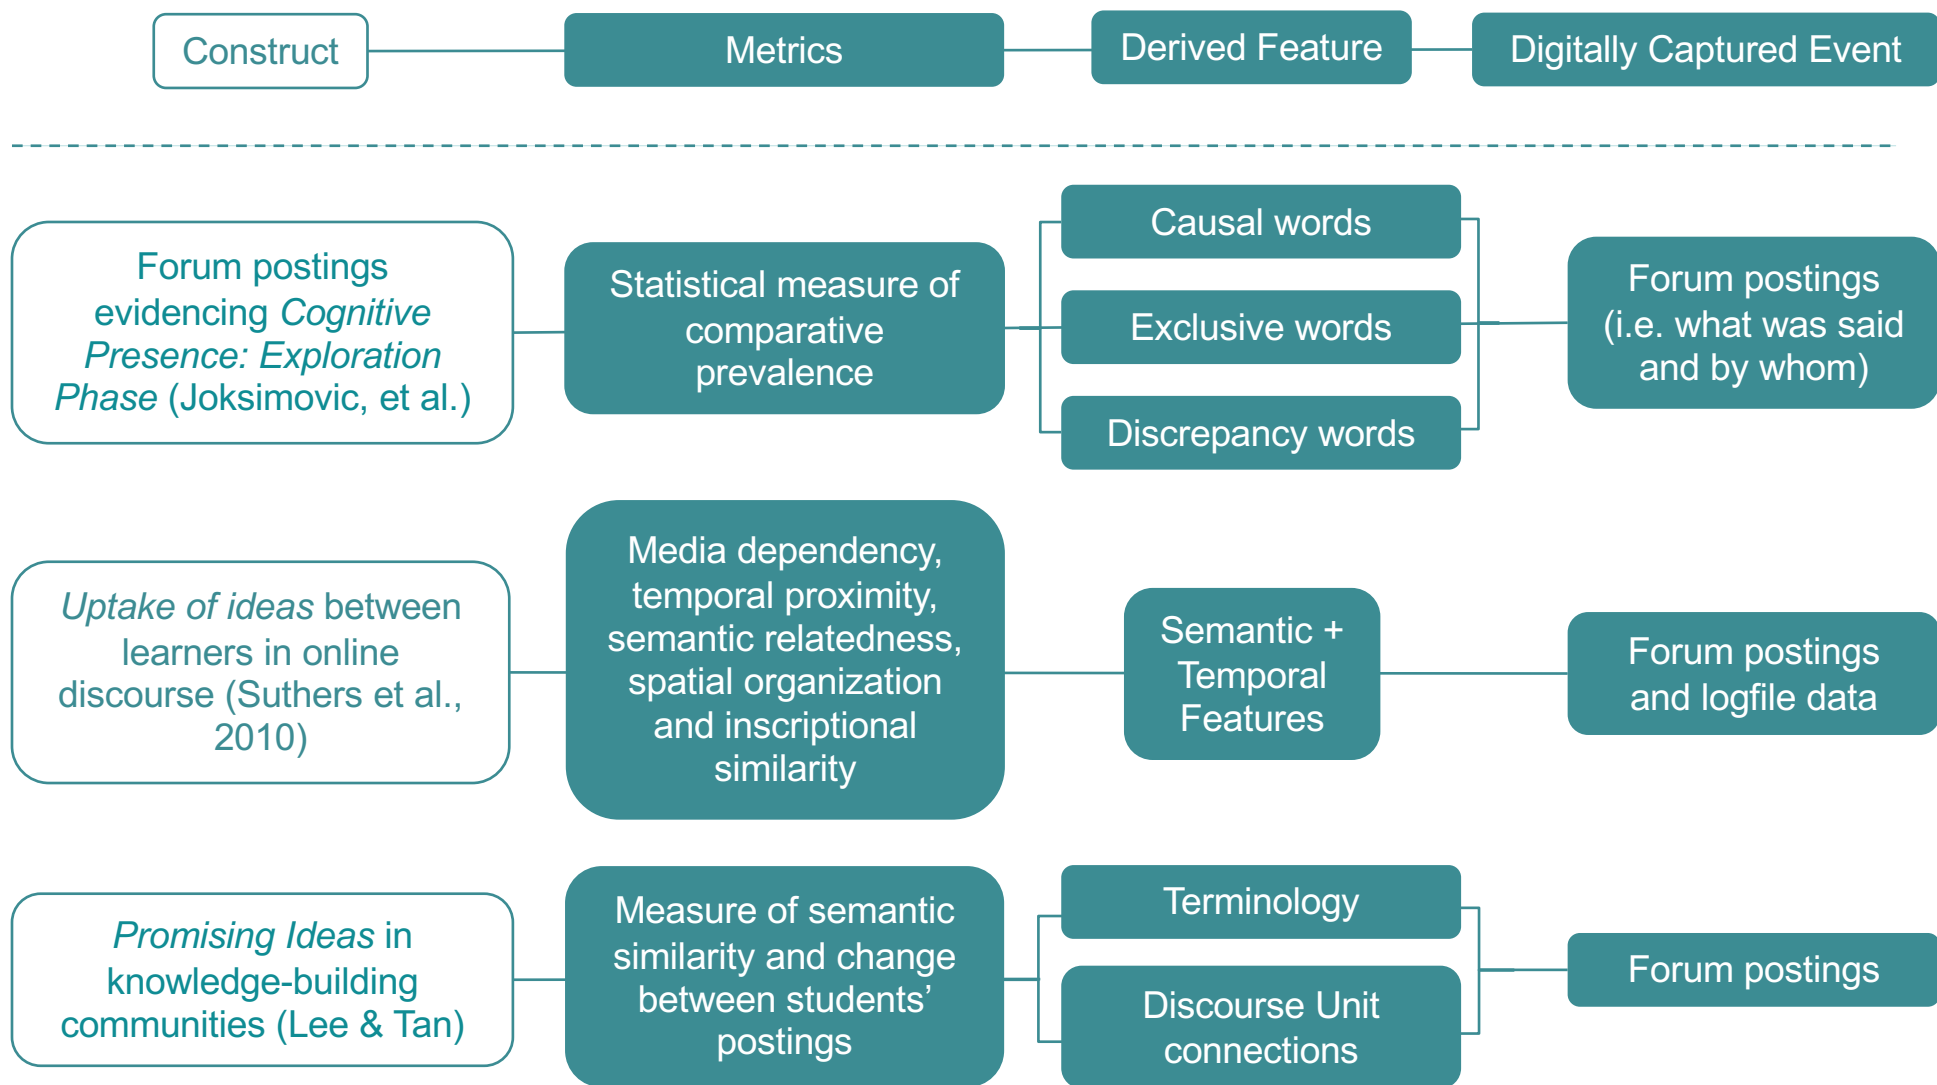 Construct
Metrics
Derived Feature
Digitally Captured Event
Forum postings
evidencing Cognitive
Presence: Exploration
Phase (Joksimovic, et al.)
Statistical measure of
comparative
prevalence
Causal words
Exclusive words
Discrepancy words
Forum postings
(i.e. what was said
and by whom)
Uptake of ideas between
learners in online
discourse (Suthers et al.,
2010)
Media dependency,
temporal proximity,
semantic relatedness,
spatial organization
and inscriptional
similarity
Semantic +
Temporal
Features
Forum postings
and logfile data
Promising Ideas in
knowledge-building
communities (Lee & Tan)
Measure of semantic
similarity and change
between students’
postings
Terminology
Discourse Unit
connections
Forum postings